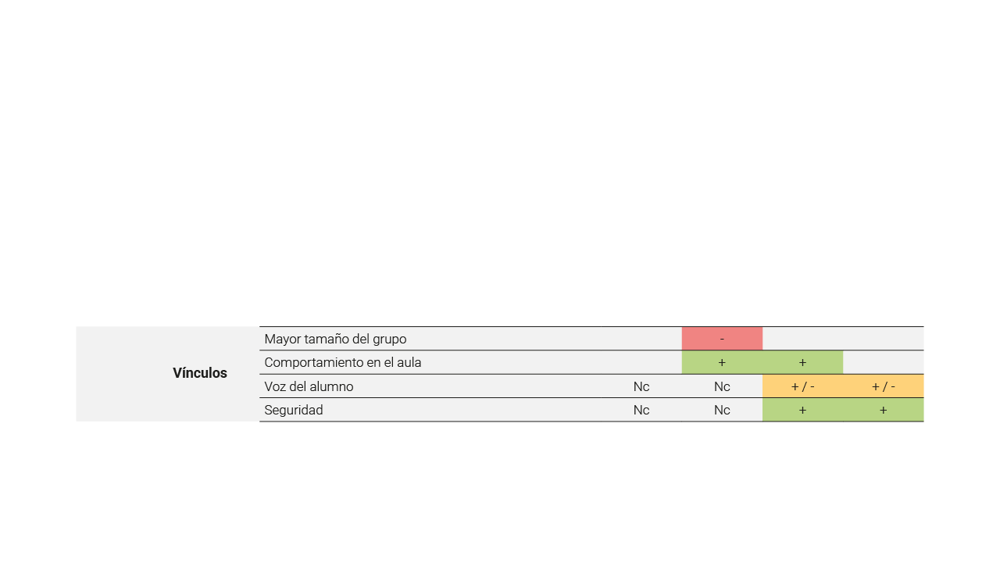 Mayor tamaño del grupo -
Comportamiento en el aula + +
Vínculos
Voz del alumno Nc Nc + / - + / -
Seguridad Nc Nc + +